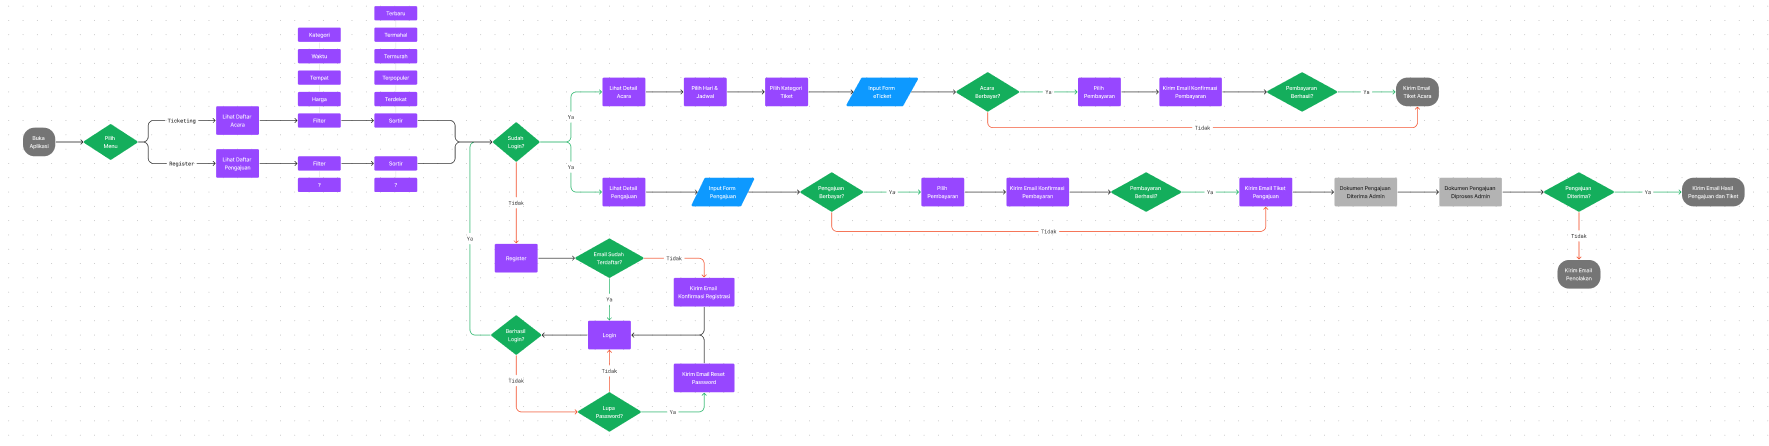 Buka
Aplikasi
Pilih
Menu
Ticketing
Register
Lihat Daftar
Acara
Lihat Daftar
Pengajuan
Kategori
Waktu
Tempat
Harga
Filter
Filter
?
Terbaru
Termahal
Termurah
Terpopuler
Terdekat
Sortir
Sortir
?
Sudah
Login?
Ya
Lihat Detail
Acara
Pilih Hari &
Jadwal
Pilih Kategori
Tiket
Input Form
eTicket
Acara
Berbayar?
Ya
Pilih
Pembayaran
Kirim Email Konfirmasi
Pembayaran
Pembayaran
Berhasil?
Ya
Kirim Email
Tiket Acara
Tidak
Ya
Lihat Detail
Pengajuan
Input Form
Pengajuan
Pengajuan
Berbayar?
Ya
Pilih
Pembayaran
Kirim Email Konfirmasi
Pembayaran
Pembayaran
Berhasil?
Ya
Kirim Email Tiket
Pengajuan
Tidak
Dokumen Pengajuan
Diterima Admin
Dokumen Pengajuan
Diproses Admin
Pengajuan
Diterima?
Ya
Kirim Email Hasil
Pengajuan dan Tiket
Tidak
Kirim Email
Penolakan
Tidak
Ya
Register
Email Sudah
Terdaftar?
Tidak
Kirim Email
Konfirmasi Registrasi
Ya
Berhasil
Login?
Login
Tidak
Tidak
Kirim Email Reset
Password
Lupa
Password?
Ya